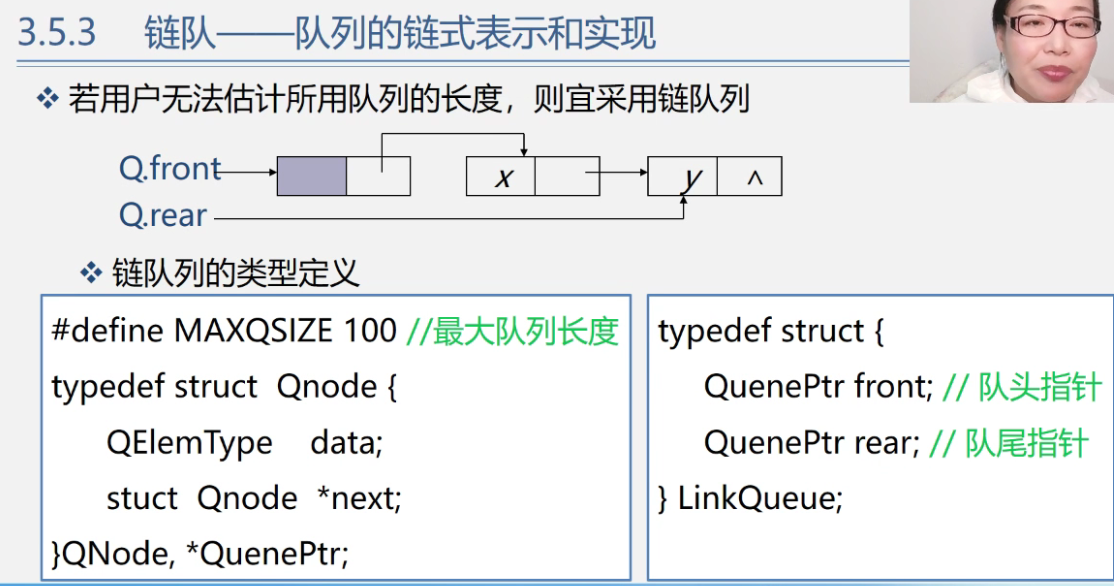 3.5.3 链队——队列的链式表示和实现
❖ 若用户无法估计所用队列的长度，则宜采用链队列
Q.front
x
y ^
Q.rear
❖ 链队列的类型定义
#define MAXQSIZE 100 //最大队列长度
typedef struct Qnode {
QElemType data;
stuct Qnode *next;
}QNode, *QuenePtr;
typedef struct {
QuenePtr front; // 队头指针
QuenePtr rear; // 队尾指针
} LinkQueue;